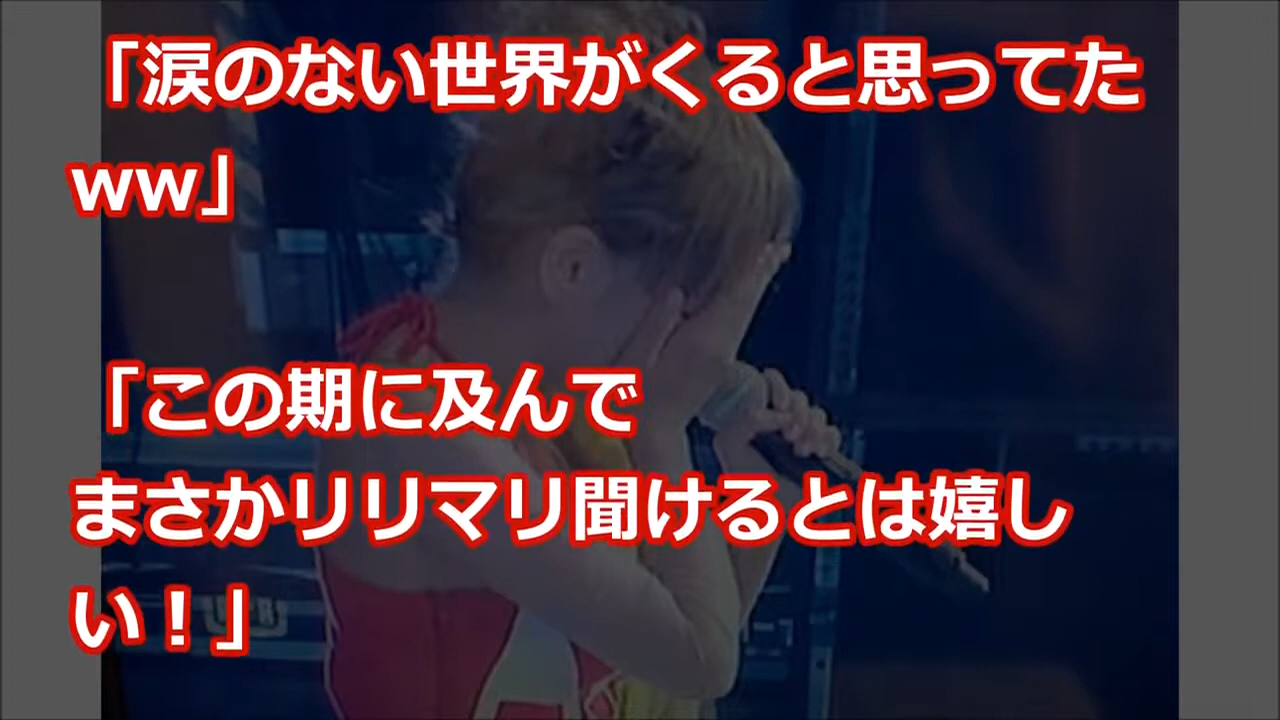 「涙のない世界がくると思ってた
ww」
「この期に及んで
まさかリリマリ聞けるとは嬉し
い！」